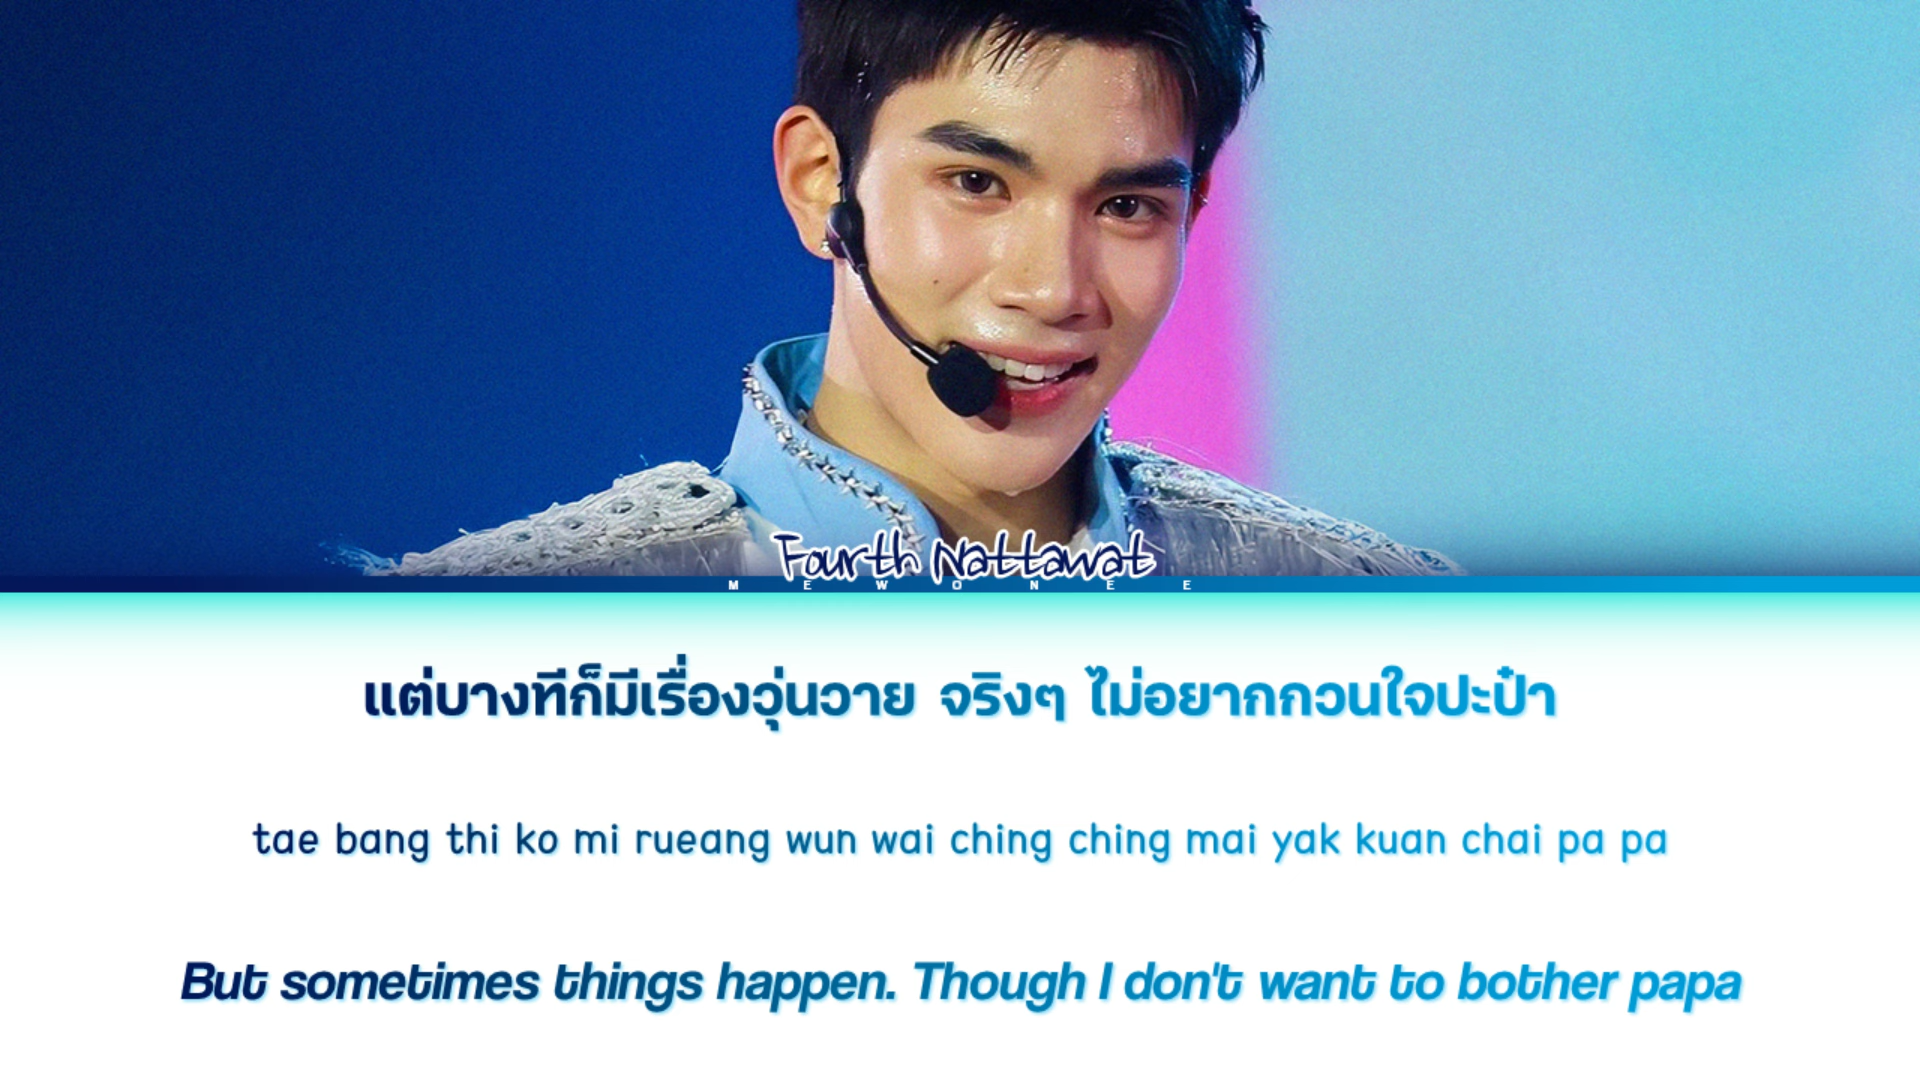 Fourth Nattawat
MEWONEE
แต่บางทีก็มีเรื่องวุ่นวาย จริงๆ ไม่อยากกวนใจปะป๋า
tae bang thi ko mi rueang wun wai ching ching mai yak kuan chai pa pa
But sometimes things happen. Though I don't want to bother papa